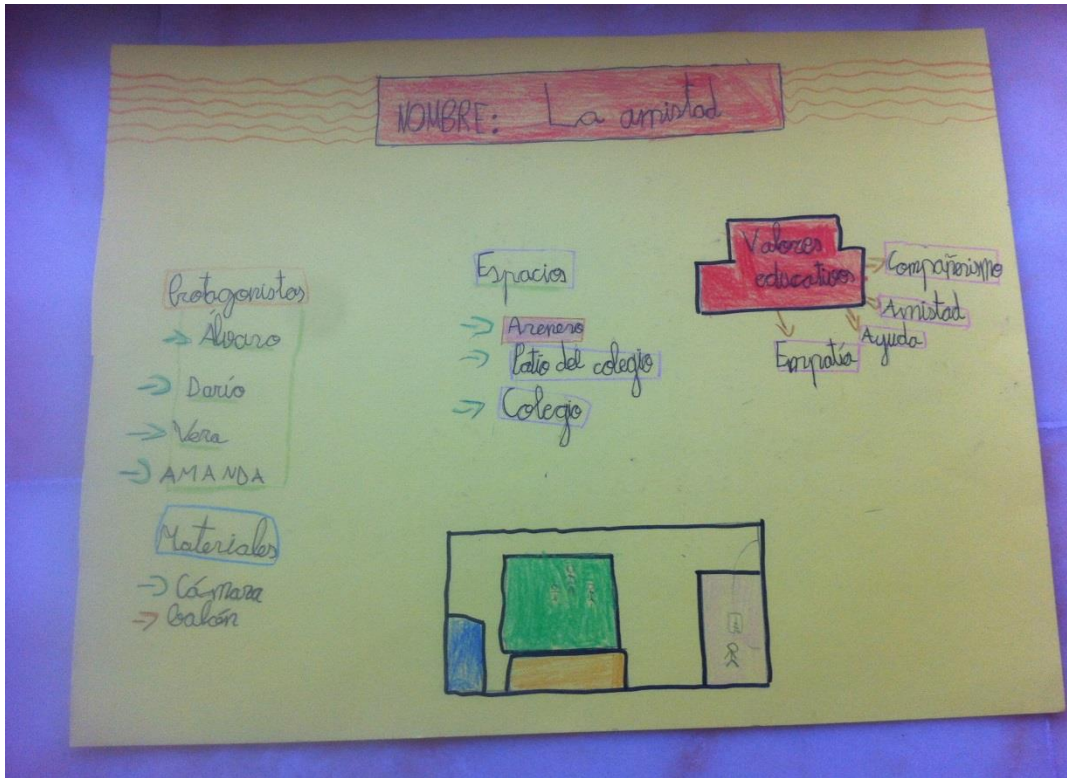 NOMBRE: La amistad
Protagonistas
→ Álvaro
→ Darío
→ Vera
→ AMANDA
Materiales
→ Cámara
→ balón
Espacios
→ Arenero
→ Patio del colegio
→ Colegio
Valores
educativos
Compañerismo
Amistad
Ayuda
Empatía